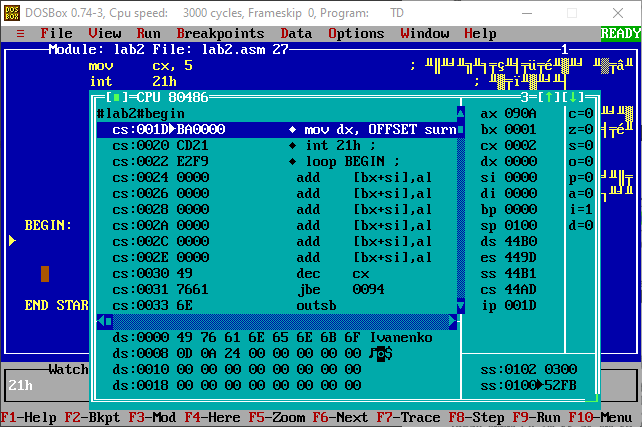 DOSBox 0.74-3, Cpu speed: 3000 cycles, Frameskip 0, Program: TD
≡ File View Run Breakpoints Data Options Window Help READY
Module: lab2 File: lab2.asm 27 1
mov cx, 5 ;
int 21h ;
[■]=CPU 80486 3=[↑][↓]
#lab2#begin
cs:001D►BA0000 ♦ mov dx, OFFSET surn
cs:0020 CD21 ♦ int 21h ;
cs:0022 E2F9 ♦ loop BEGIN ;
cs:0024 0000 add [bx+si],al
cs:0026 0000 add [bx+si],al
cs:0028 0000 add [bx+si],al
cs:002A 0000 add [bx+si],al
cs:002C 0000 add [bx+si],al
cs:002E 0000 add [bx+si],al
cs:0030 49 dec cx
cs:0031 7661 jbe 0094
cs:0033 6E outsb
ax 090A c=0
bx 0001 z=0
cx 0002 s=0
dx 0000 o=0
si 0000 p=0
di 0000 a=0
bp 0000 i=1
sp 0100 d=0
ds 44B0
es 449D
ss 44B1
cs 44AD
ip 001D
BEGIN:
END STAR
ds:0000 49 76 61 6E 65 6E 6B 6F Ivanenko
ds:0008 0D 0A 24 00 00 00 00 00 ♪◙$
ds:0010 00 00 00 00 00 00 00 00
ds:0018 00 00 00 00 00 00 00 00
ss:0102 0300
ss:0100►52FB
Watch
21h
F1-Help F2-Bkpt F3-Mod F4-Here F5-Zoom F6-Next F7-Trace F8-Step F9-Run F10-Menu